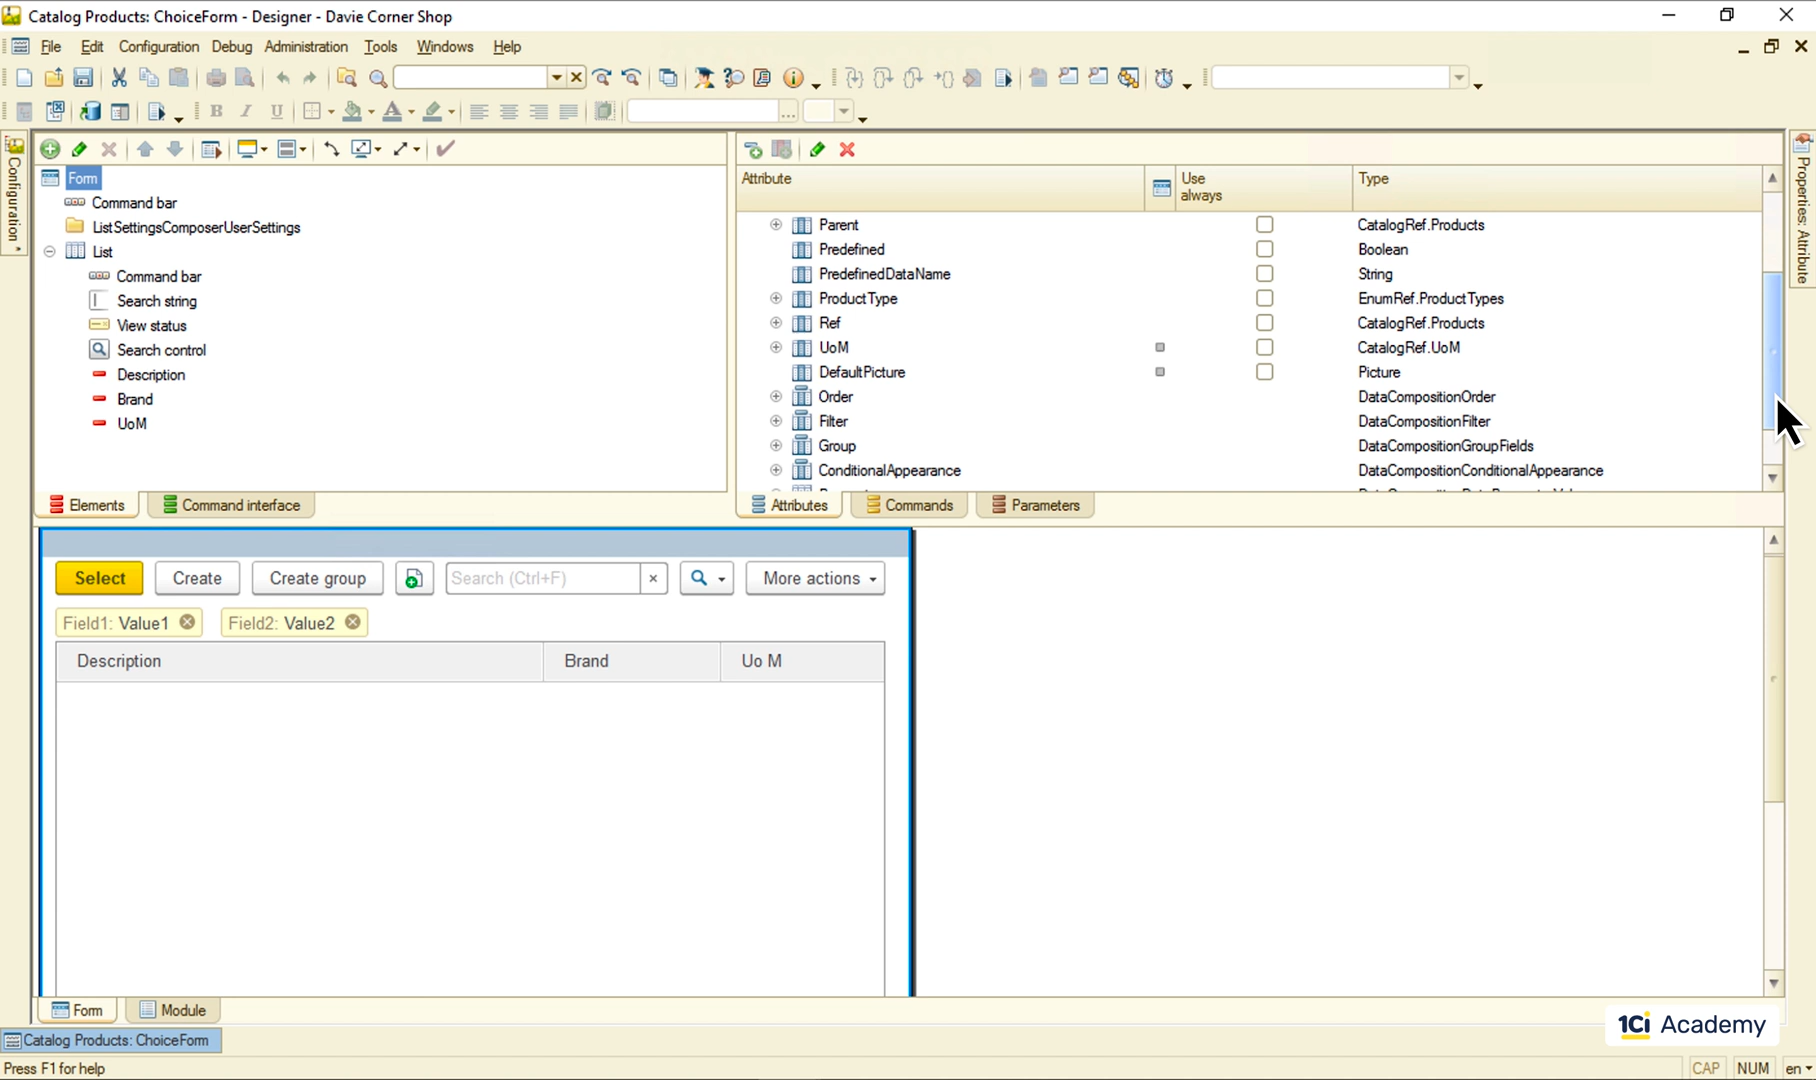 Catalog Products: ChoiceForm - Designer - Davie Corner Shop
File Edit Configuration Debug Administration Tools Windows Help
B I U A
Configuration
Properties: Attribute
Form
Command bar
ListSettingsComposerUserSettings
List
Command bar
Search string
View status
Search control
Description
Brand
UoM
Elements Command interface
Attribute Use always Type
Parent CatalogRef.Products
Predefined Boolean
PredefinedDataName String
ProductType EnumRef.ProductTypes
Ref CatalogRef.Products
UoM CatalogRef.UoM
DefaultPicture Picture
Order DataCompositionOrder
Filter DataCompositionFilter
Group DataCompositionGroupFields
ConditionalAppearance DataCompositionConditionalAppearance
Attributes Commands Parameters
Select Create Create group Search (Ctrl+F) × More actions
Field1: Value1 Field2: Value2
Description Brand Uo M
Form Module
1Ci Academy
Catalog Products: ChoiceForm
Press F1 for help CAP NUM en